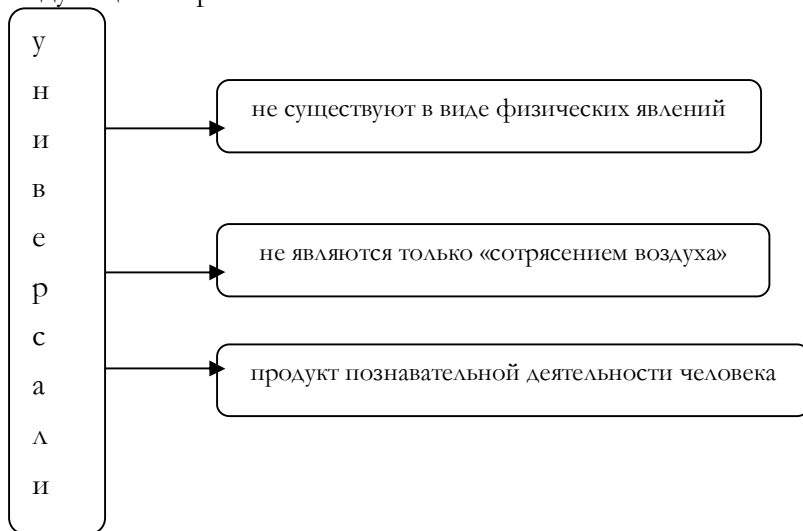 у
н
и
в
е
р
с
а
л
и
не существуют в виде физических явлений
не являются только «сотрясением воздуха»
продукт познавательной деятельности человека